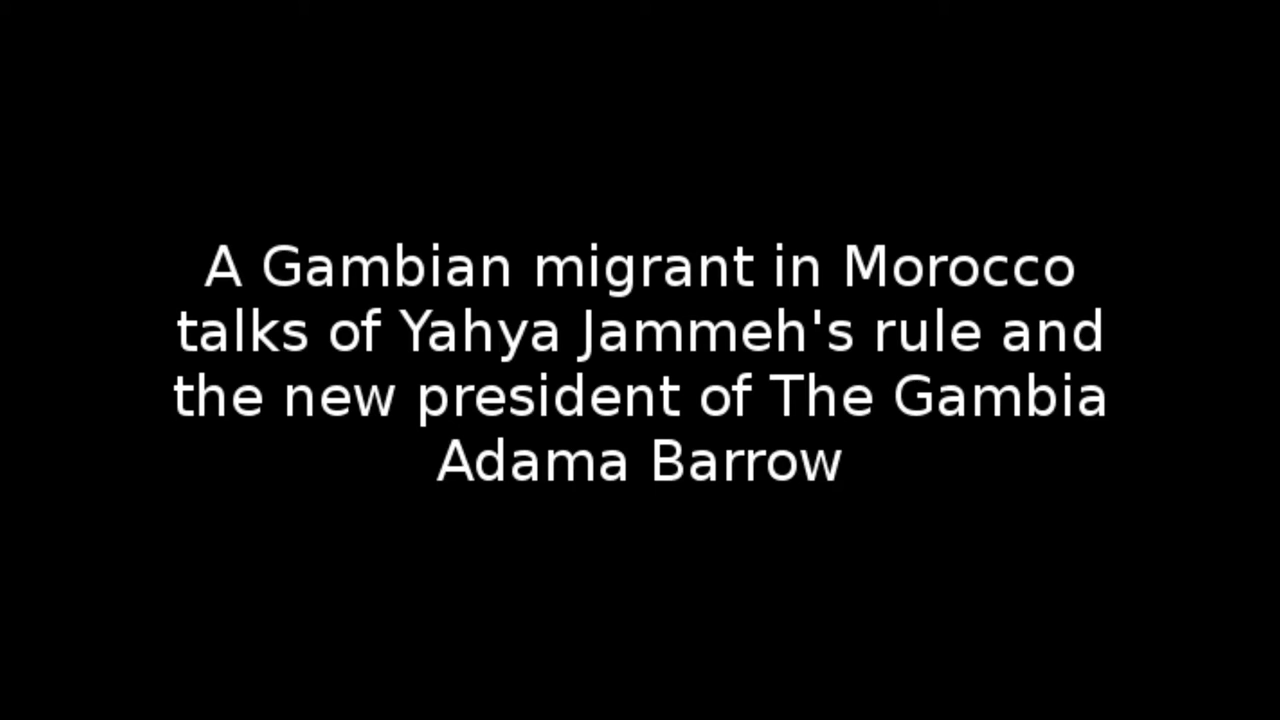 A Gambian migrant in Morocco
talks of Yahya Jammeh's rule and
the new president of The Gambia
Adama Barrow